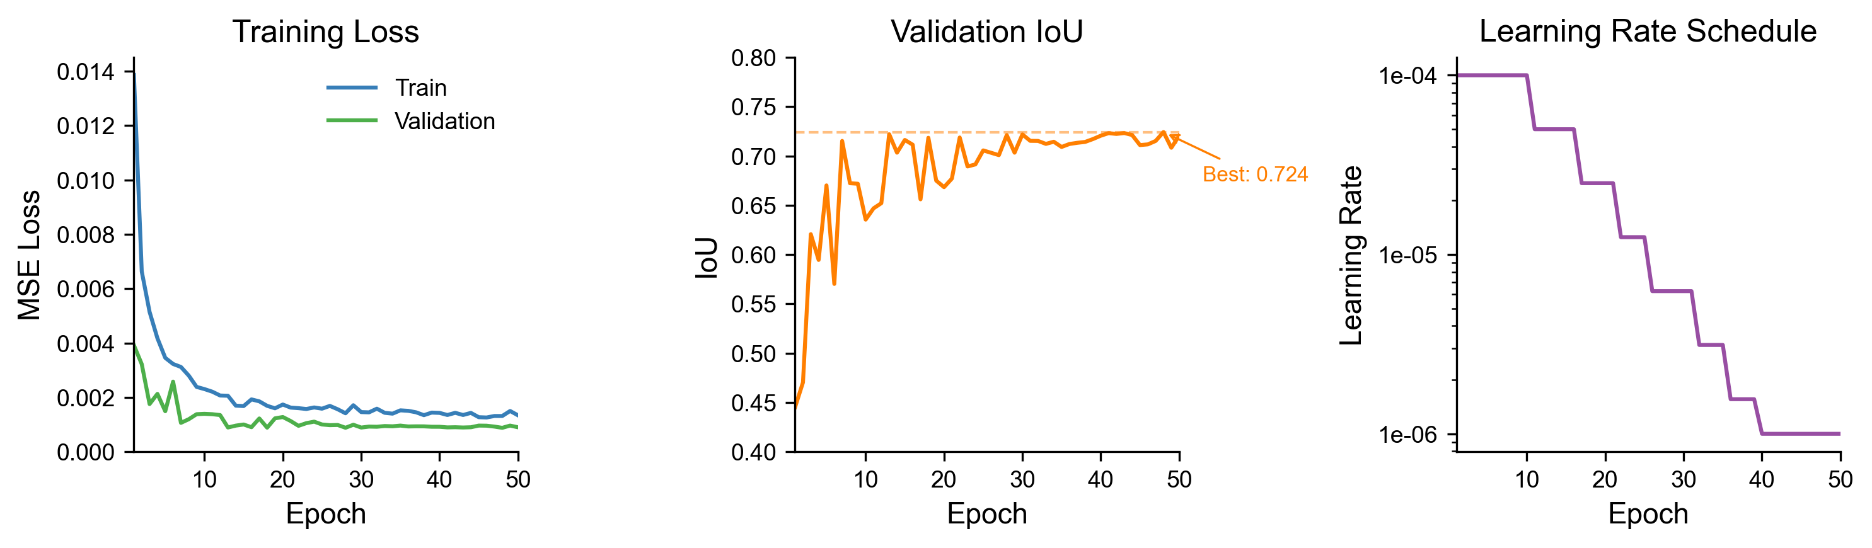 Training Loss
0.014
0.012
0.010
0.008
0.006
0.004
0.002
0.000
MSE Loss
Train
Validation
10 20 30 40 50
Epoch
Validation IoU
0.80
0.75
0.70
0.65
0.60
0.55
0.50
0.45
0.40
IoU
Best: 0.724
10 20 30 40 50
Epoch
Learning Rate Schedule
1e-04
1e-05
1e-06
Learning Rate
10 20 30 40 50
Epoch